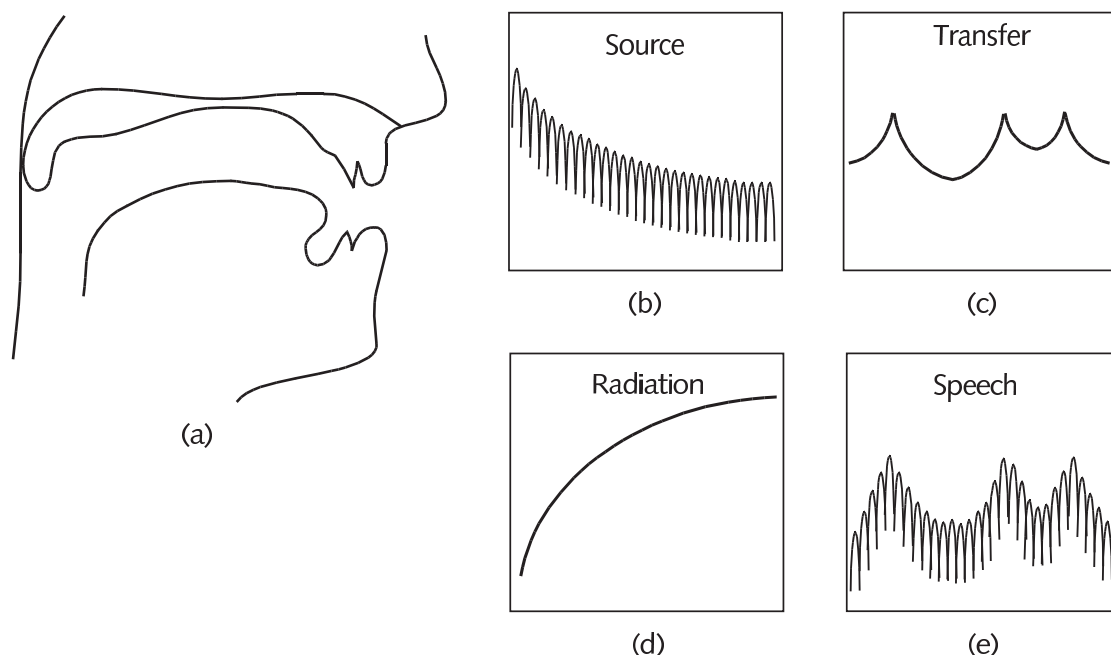 Source
Transfer
(b)
(c)
Radiation
Speech
(a)
(d)
(e)